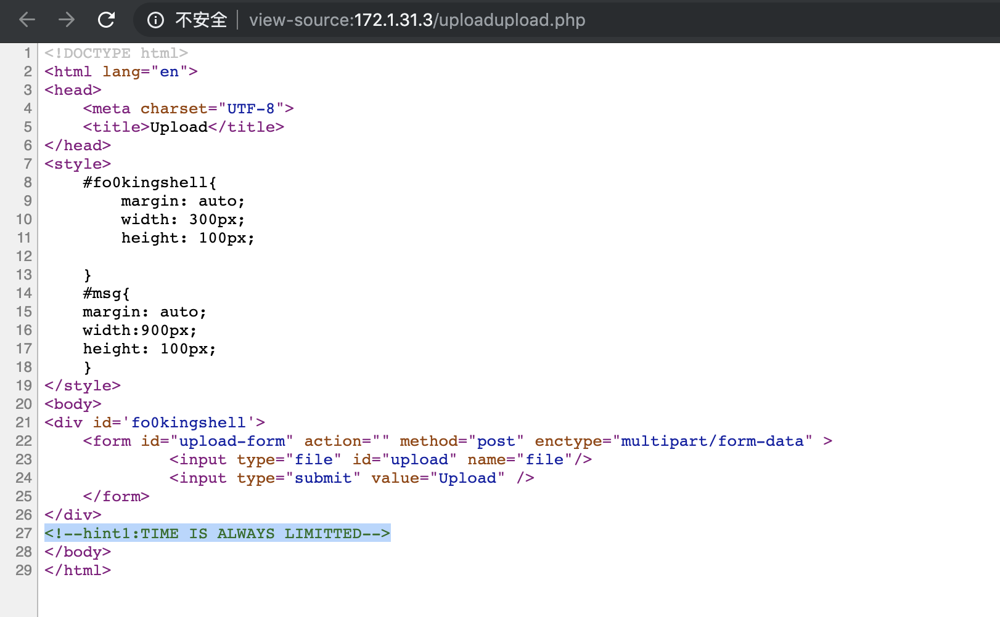 不安全 view-source:172.1.31.3/uploadupload.php
1 <!DOCTYPE html>
2 <html lang="en">
3 <head>
4     <meta charset="UTF-8">
5     <title>Upload</title>
6 </head>
7 <style>
8     #fo0kingshell{
9         margin: auto;
10         width: 300px;
11         height: 100px;
12
13     }
14     #msg{
15     margin: auto;
16     width:900px;
17     height: 100px;
18     }
19 </style>
20 <body>
21 <div id='fo0kingshell'>
22     <form id="upload-form" action="" method="post" enctype="multipart/form-data" >
23              <input type="file" id="upload" name="file"/>
24              <input type="submit" value="Upload" />
25     </form>
26 </div>
27 <!--hint1:TIME IS ALWAYS LIMITTED-->
28 </body>
29 </html>